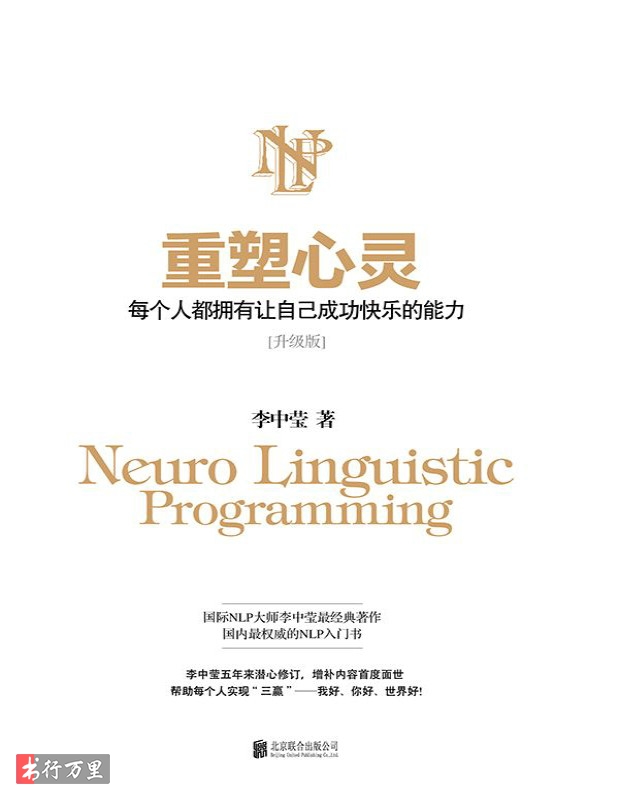 NLP
重塑心灵
每个人都拥有让自己成功快乐的能力
[升级版]
李中莹 著
Neuro Linguistic
Programming
国际NLP大师李中莹最经典著作
国内最权威的NLP入门书
李中莹五年来潜心修订，增补内容首度面世
帮助每个人实现“三赢”——我好、你好、世界好!
北京联合出版公司
Beijing United Publishing Co.,Ltd.
书行万里